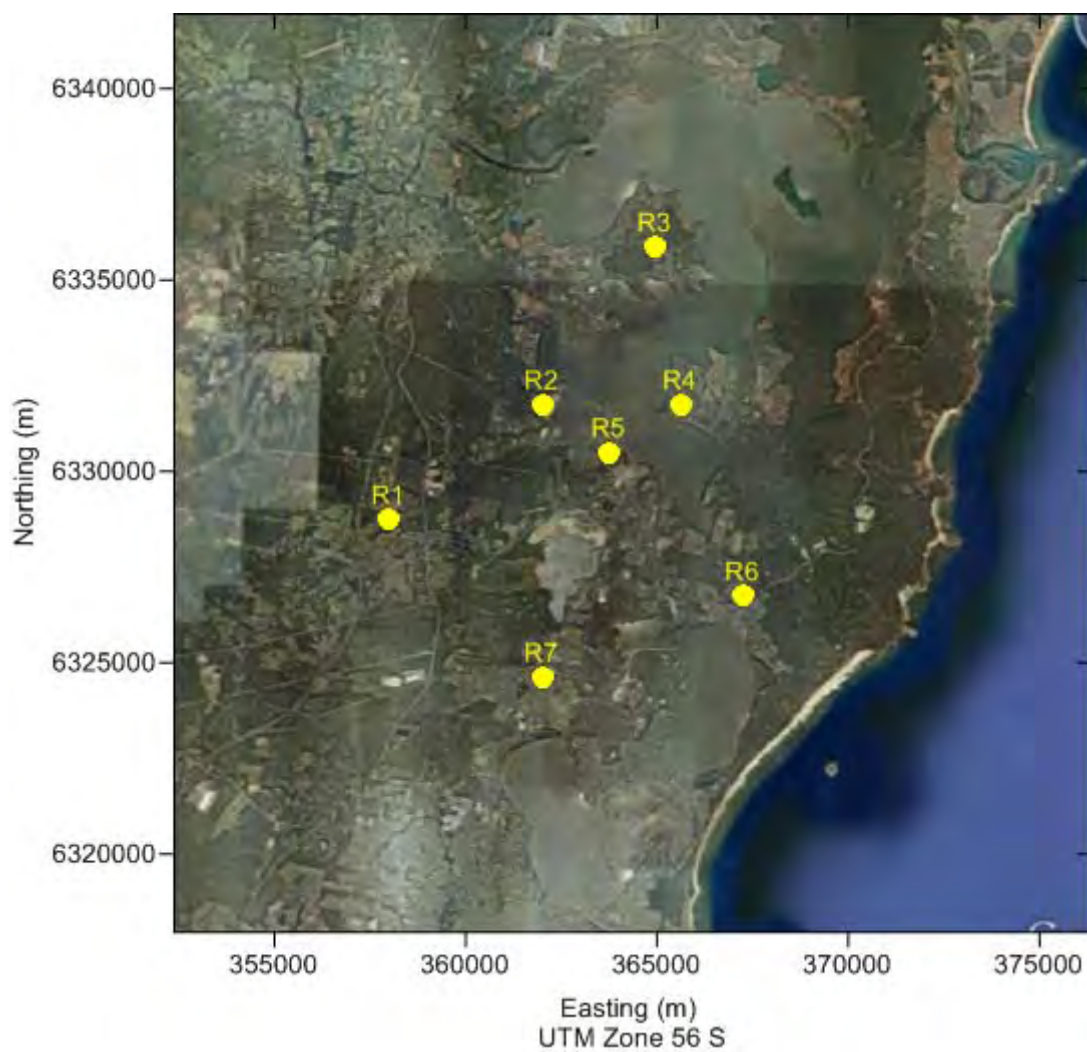 6340000
R3
6335000
R2
R4
R5
6330000
R1
R6
6325000
R7
6320000
Northing (m)
355000
360000
365000
370000
375000
Easting (m)
UTM Zone 56 S